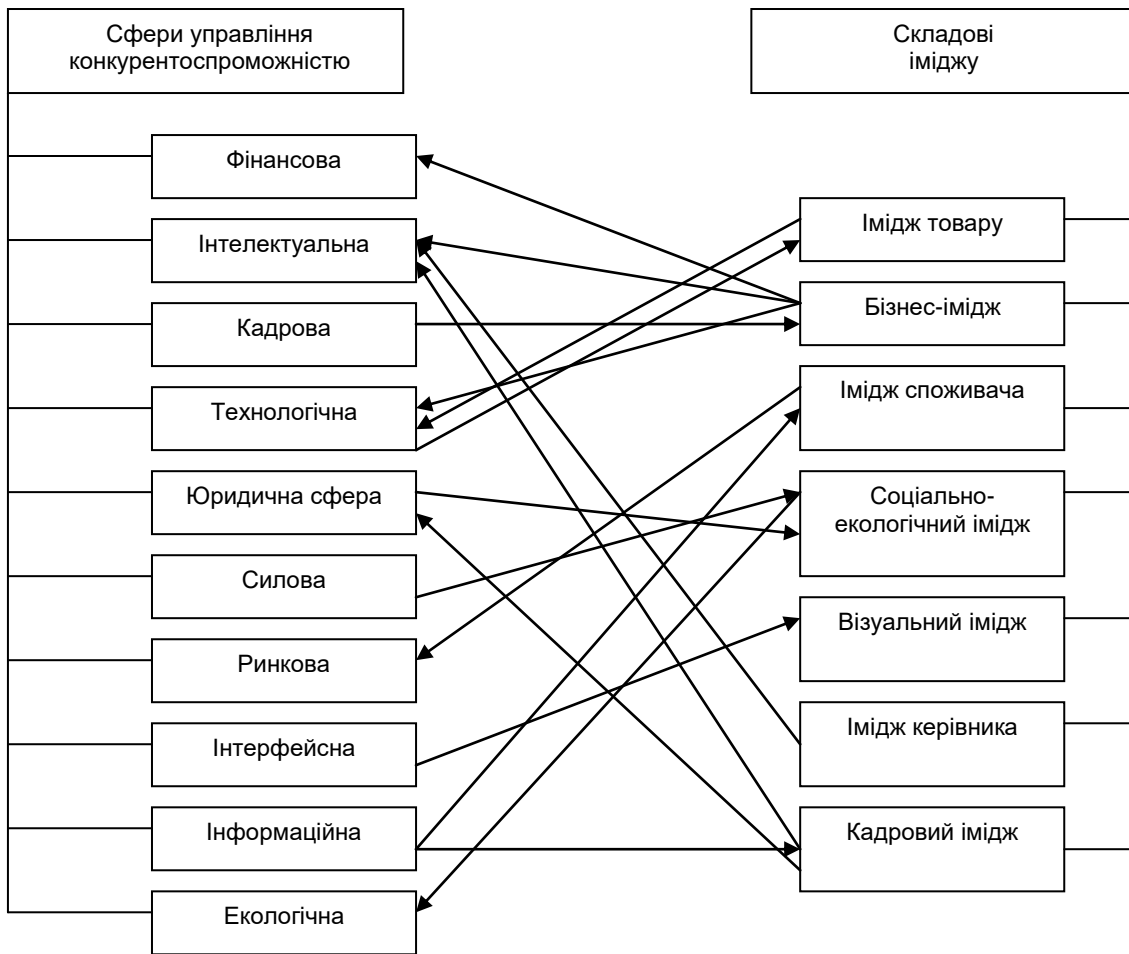 Сфери управління
конкурентоспроможністю
Складові
іміджу
Фінансова
Інтелектуальна
Кадрова
Технологічна
Юридична сфера
Силова
Ринкова
Інтерфейсна
Інформаційна
Екологічна
Імідж товару
Бізнес-імідж
Імідж споживача
Соціально-
екологічний імідж
Візуальний імідж
Імідж керівника
Кадровий імідж